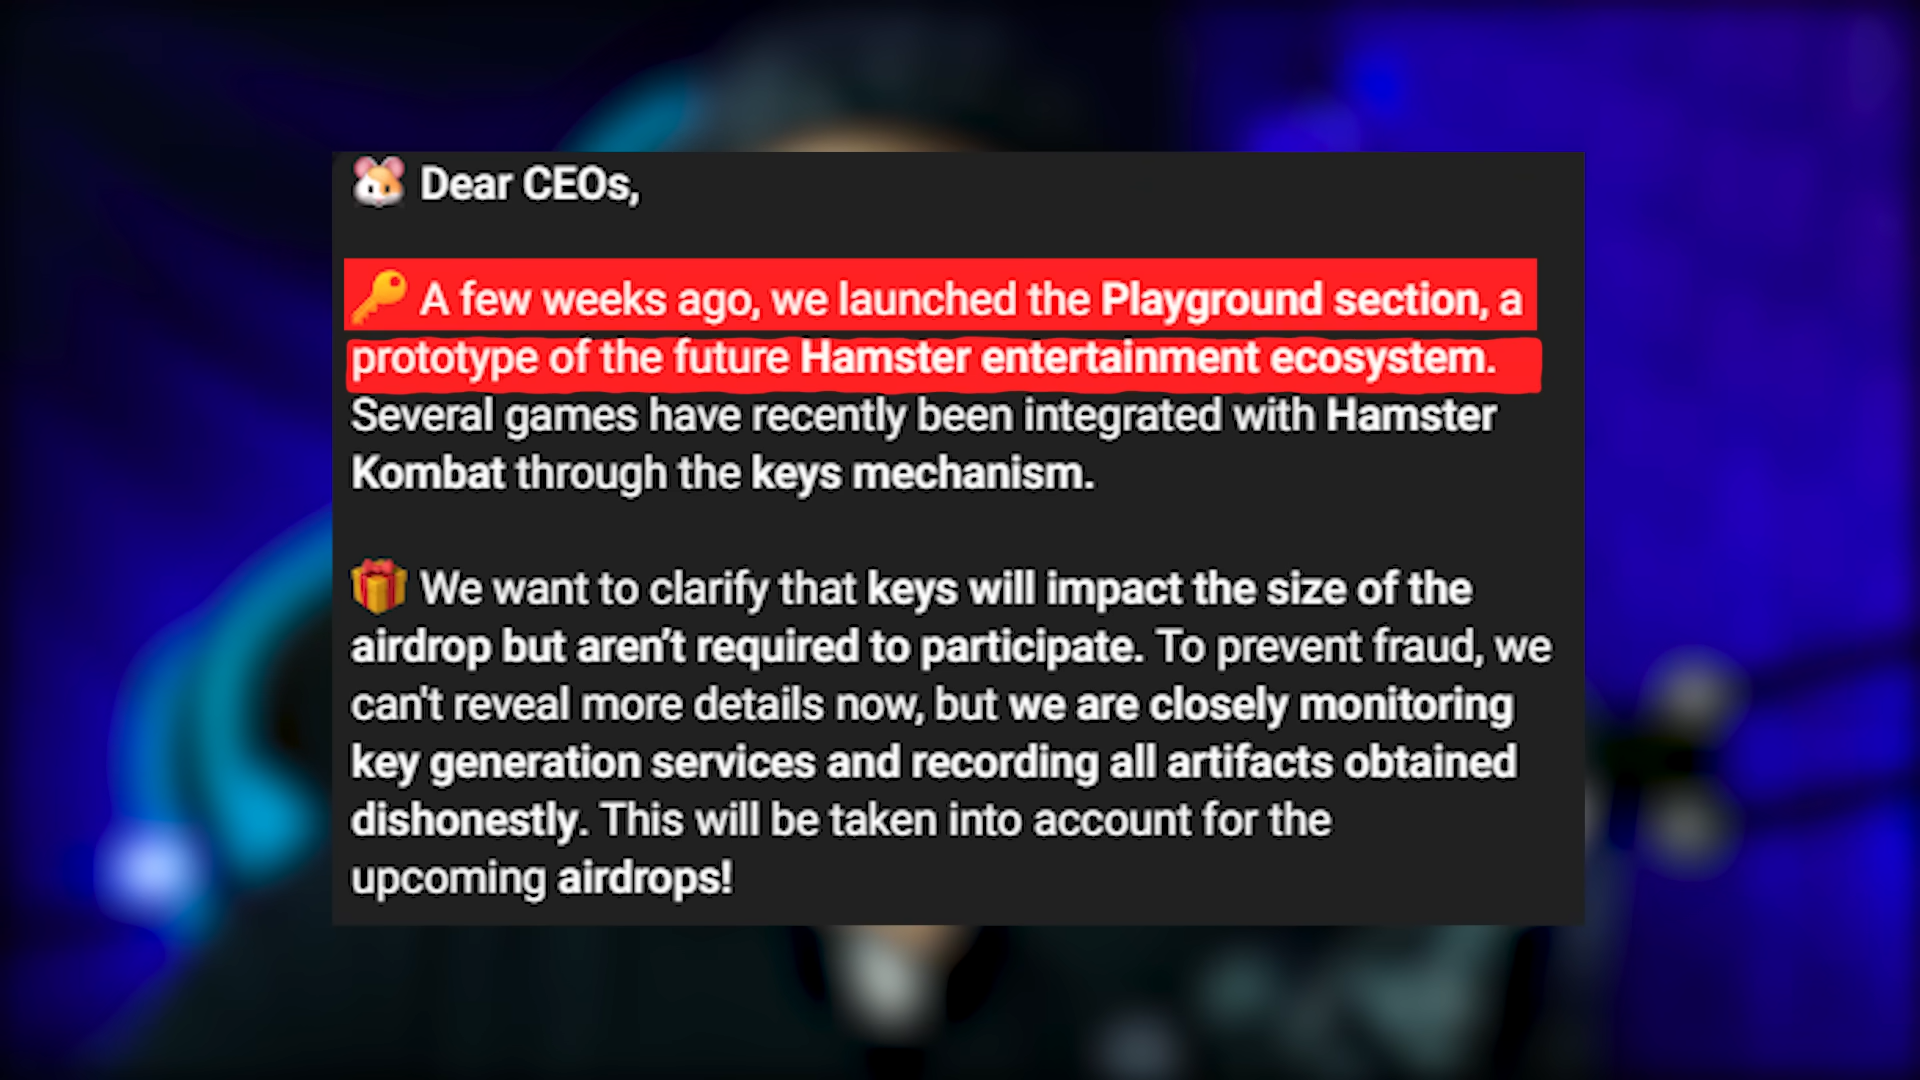 🐹 Dear CEOs,
🔑 A few weeks ago, we launched the Playground section, a
prototype of the future Hamster entertainment ecosystem.
Several games have recently been integrated with Hamster
Kombat through the keys mechanism.
🎁 We want to clarify that keys will impact the size of the
airdrop but aren’t required to participate. To prevent fraud, we
can't reveal more details now, but we are closely monitoring
key generation services and recording all artifacts obtained
dishonestly. This will be taken into account for the
upcoming airdrops!